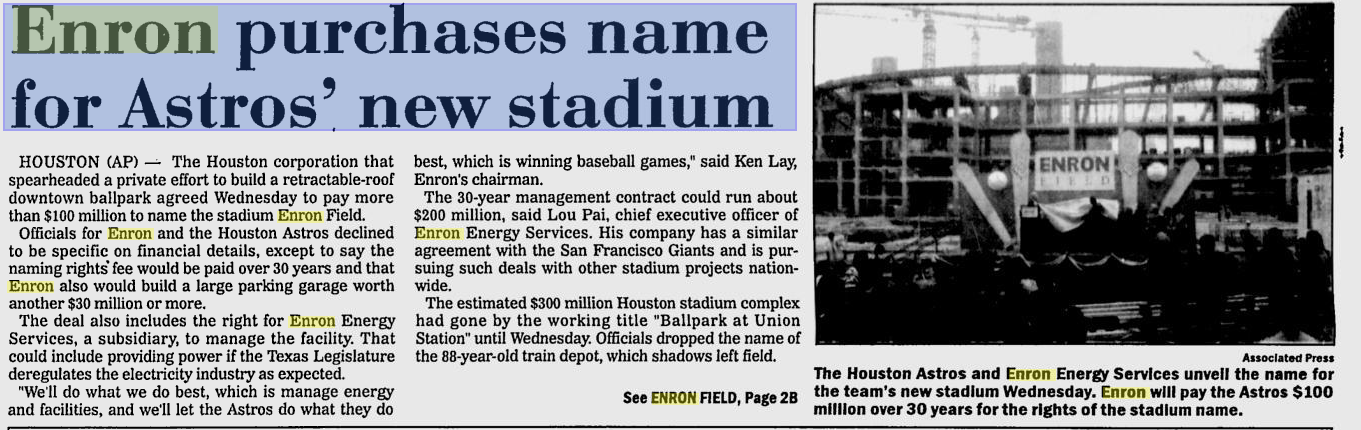 Enron purchases name
for Astros' new stadium
HOUSTON (AP) — The Houston corporation that
spearheaded a private effort to build a retractable-roof
downtown ballpark agreed Wednesday to pay more
than $100 million to name the stadium Enron Field.
Officials for Enron and the Houston Astros declined
to be specific on financial details, except to say the
naming rights fee would be paid over 30 years and that
Enron also would build a large parking garage worth
another $30 million or more.
The deal also includes the right for Enron Energy
Services, a subsidiary, to manage the facility. That
could include providing power if the Texas Legislature
deregulates the electricity industry as expected.
"We'll do what we do best, which is manage energy
and facilities, and we'll let the Astros do what they do
best, which is winning baseball games," said Ken Lay,
Enron's chairman.
The 30-year management contract could run about
$200 million, said Lou Pai, chief executive officer of
Enron Energy Services. His company has a similar
agreement with the San Francisco Giants and is pur-
suing such deals with other stadium projects nation-
wide.
The estimated $300 million Houston stadium complex
had gone by the working title "Ballpark at Union
Station" until Wednesday. Officials dropped the name of
the 88-year-old train depot, which shadows left field.
See ENRON FIELD, Page 2B
ENRON
FIELD
Associated Press
The Houston Astros and Enron Energy Services unveil the name for
the team's new stadium Wednesday. Enron will pay the Astros $100
million over 30 years for the rights of the stadium name.